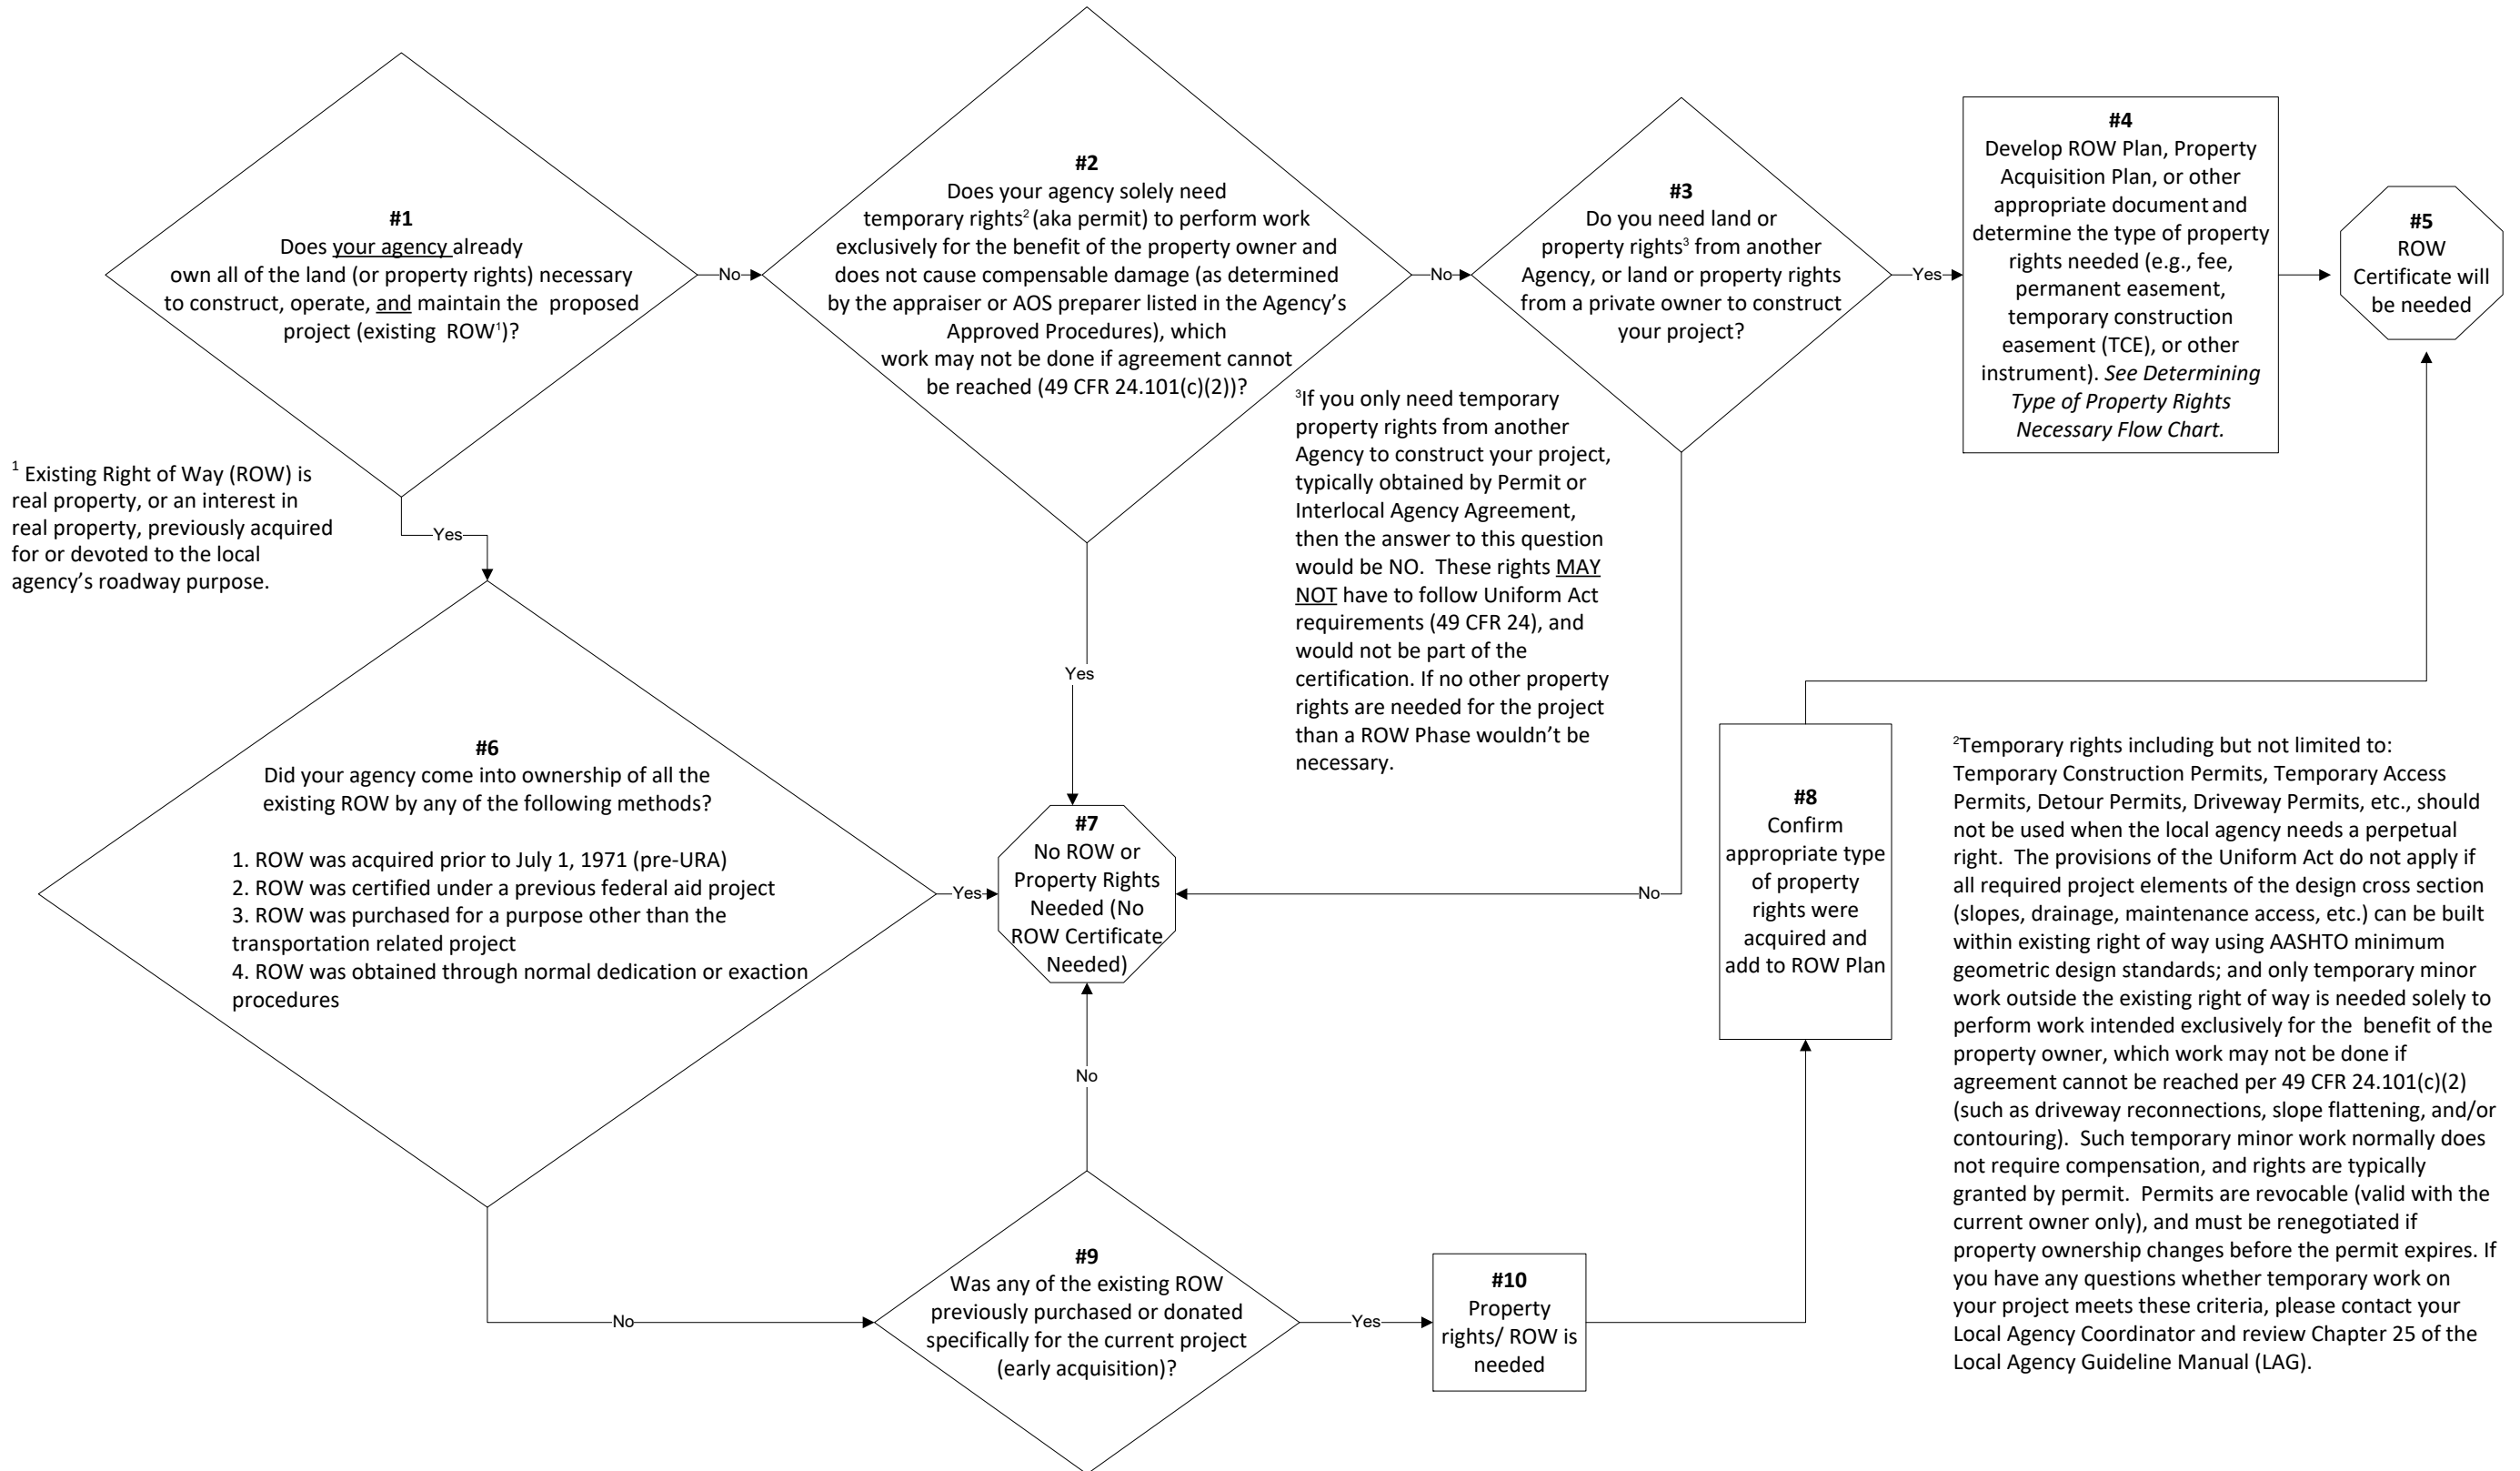 #1
Does your agency already
own all of the land (or property rights) necessary
to construct, operate, and maintain the proposed
project (existing ROW¹)?
No
#2
Does your agency solely need
temporary rights² (aka permit) to perform work
exclusively for the benefit of the property owner and
does not cause compensable damage (as determined
by the appraiser or AOS preparer listed in the Agency’s
Approved Procedures), which
work may not be done if agreement cannot
be reached (49 CFR 24.101(c)(2))?
No
#3
Do you need land or
property rights³ from another
Agency, or land or property rights
from a private owner to construct
your project?
Yes
#4
Develop ROW Plan, Property
Acquisition Plan, or other
appropriate document and
determine the type of property
rights needed (e.g., fee,
permanent easement,
temporary construction
easement (TCE), or other
instrument). See Determining
Type of Property Rights
Necessary Flow Chart.
#5
ROW
Certificate will
be needed
¹ Existing Right of Way (ROW) is
real property, or an interest in
real property, previously acquired
for or devoted to the local
agency’s roadway purpose.
Yes
Yes
³If you only need temporary
property rights from another
Agency to construct your project,
typically obtained by Permit or
Interlocal Agency Agreement,
then the answer to this question
would be NO. These rights MAY
NOT have to follow Uniform Act
requirements (49 CFR 24), and
would not be part of the
certification. If no other property
rights are needed for the project
than a ROW Phase wouldn’t be
necessary.
#6
Did your agency come into ownership of all the
existing ROW by any of the following methods?
1. ROW was acquired prior to July 1, 1971 (pre-URA)
2. ROW was certified under a previous federal aid project
3. ROW was purchased for a purpose other than the
transportation related project
4. ROW was obtained through normal dedication or exaction
procedures
Yes
#7
No ROW or
Property Rights
Needed (No
ROW Certificate
Needed)
No
#8
Confirm
appropriate type
of property
rights were
acquired and
add to ROW Plan
²Temporary rights including but not limited to:
Temporary Construction Permits, Temporary Access
Permits, Detour Permits, Driveway Permits, etc., should
not be used when the local agency needs a perpetual
right. The provisions of the Uniform Act do not apply if
all required project elements of the design cross section
(slopes, drainage, maintenance access, etc.) can be built
within existing right of way using AASHTO minimum
geometric design standards; and only temporary minor
work outside the existing right of way is needed solely to
perform work intended exclusively for the benefit of the
property owner, which work may not be done if
agreement cannot be reached per 49 CFR 24.101(c)(2)
(such as driveway reconnections, slope flattening, and/or
contouring). Such temporary minor work normally does
not require compensation, and rights are typically
granted by permit. Permits are revocable (valid with the
current owner only), and must be renegotiated if
property ownership changes before the permit expires. If
you have any questions whether temporary work on
your project meets these criteria, please contact your
Local Agency Coordinator and review Chapter 25 of the
Local Agency Guideline Manual (LAG).
No
No
#9
Was any of the existing ROW
previously purchased or donated
specifically for the current project
(early acquisition)?
Yes
#10
Property
rights/ ROW is
needed